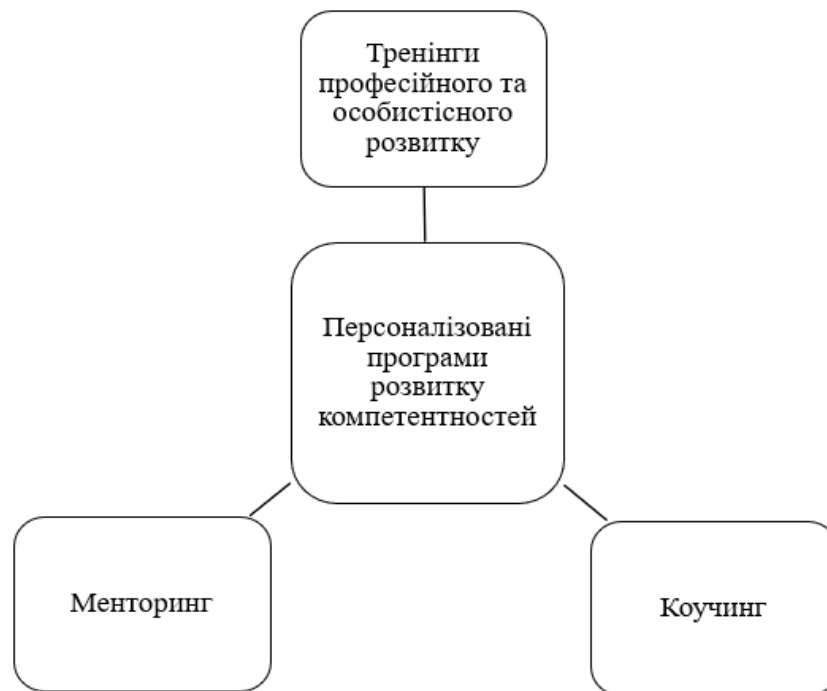 Тренінги
професійного та
особистісного
розвитку
Персоналізовані
програми
розвитку
компетентностей
Менторинг
Коучинг